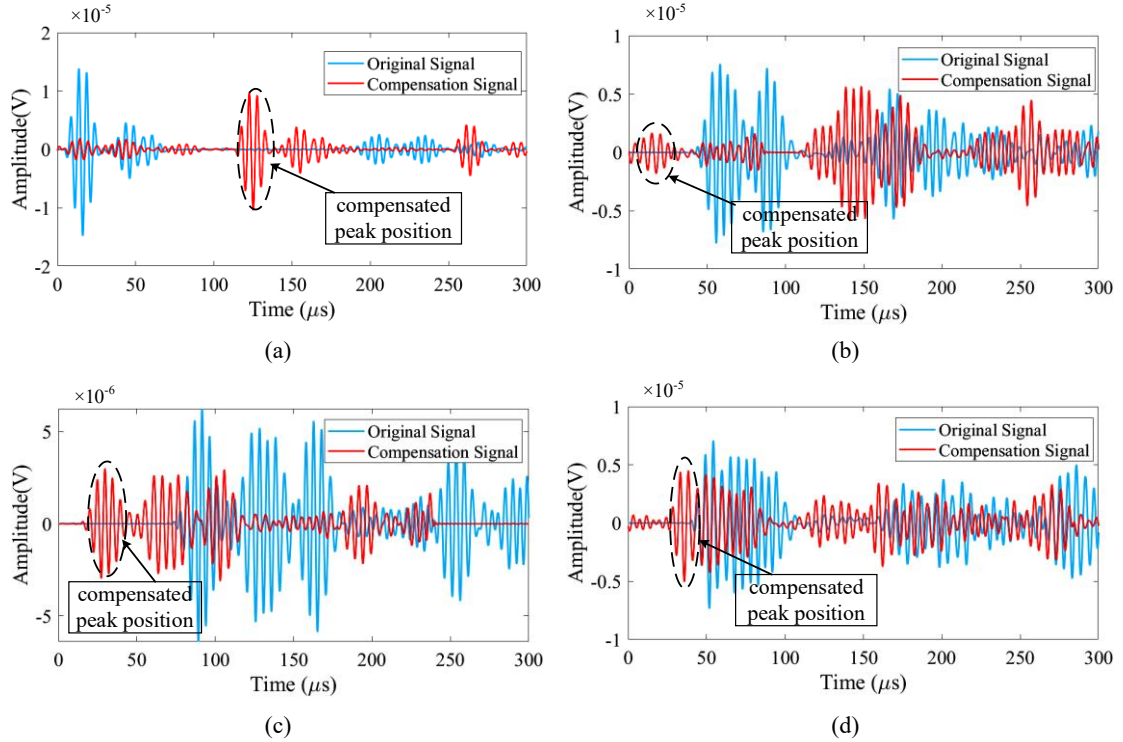 ×10⁻⁵
2
1
0
-1
-2
Amplitude(V)
Original Signal
Compensation Signal
compensated
peak position
0 50 100 150 200 250 300
Time (μs)
(a)
×10⁻⁵
1
0.5
0
-0.5
-1
Amplitude(V)
Original Signal
Compensation Signal
compensated
peak position
0 50 100 150 200 250 300
Time (μs)
(b)
×10⁻⁶
5
0
-5
Amplitude(V)
Original Signal
Compensation Signal
compensated
peak position
0 50 100 150 200 250 300
Time (μs)
(c)
×10⁻⁵
1
0.5
0
-0.5
-1
Amplitude(V)
Original Signal
Compensation Signal
compensated
peak position
0 50 100 150 200 250 300
Time (μs)
(d)